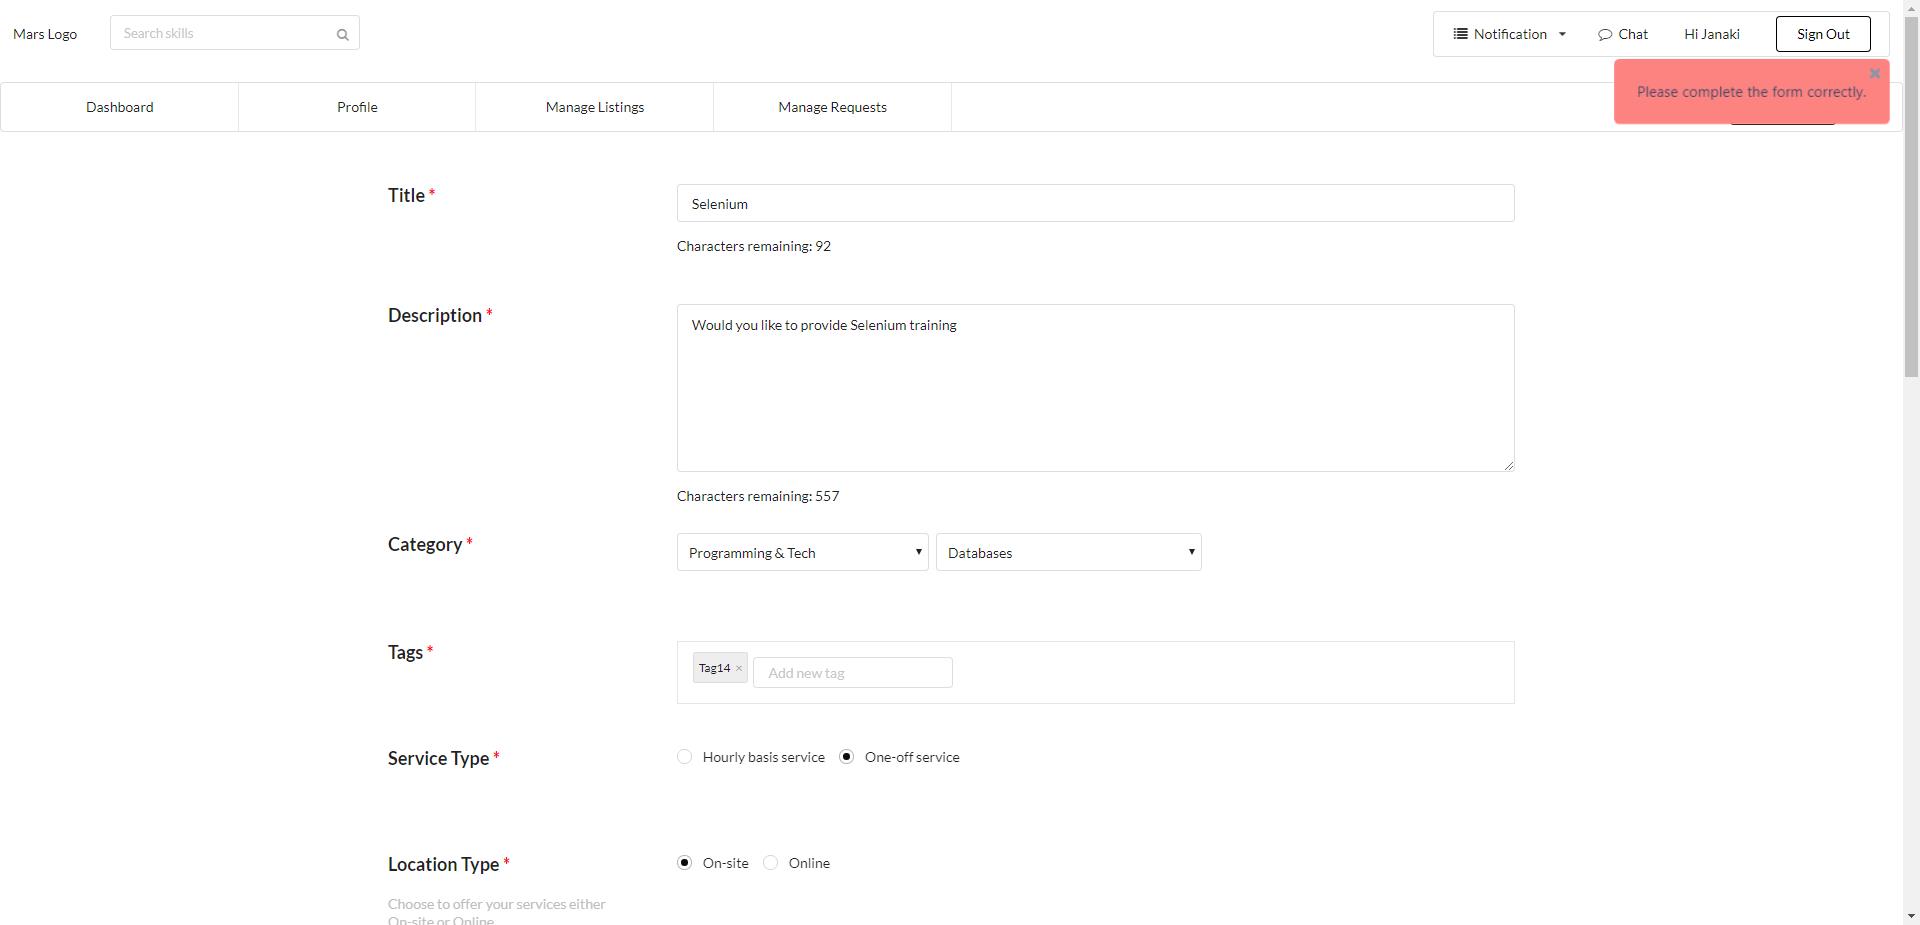 Mars Logo
Search skills
Notification
Chat
Hi Janaki
Sign Out
Please complete the form correctly.
Dashboard
Profile
Manage Listings
Manage Requests
Title *
Selenium
Characters remaining: 92
Description *
Would you like to provide Selenium training
Characters remaining: 557
Category *
Programming & Tech
Databases
Tags *
Tag14 ×
Add new tag
Service Type *
Hourly basis service
One-off service
Location Type *
On-site
Online
Choose to offer your services either
On-site or Online